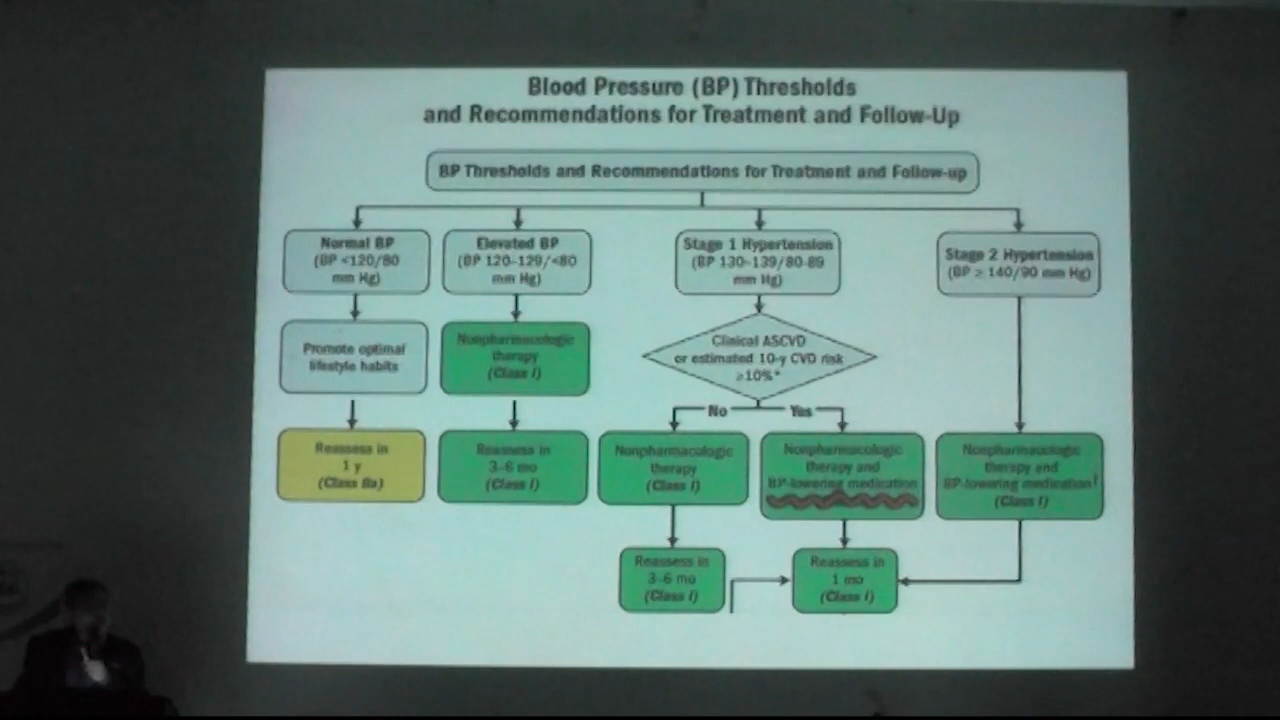 Blood Pressure (BP) Thresholds
and Recommendations for Treatment and Follow-Up
BP Thresholds and Recommendations for Treatment and Follow-up
Normal BP
(BP <120/80
mm Hg)
Elevated BP
(BP 120–129/<80
mm Hg)
Stage 1 Hypertension
(BP 130–139/80-89
mm Hg)
Stage 2 Hypertension
(BP ≥ 140/90 mm Hg)
Promote optimal
lifestyle habits
Nonpharmacologic
therapy
(Class I)
Clinical ASCVD
or estimated 10-y CVD risk
≥10%*
No
Yes
Reassess in
1 y
(Class IIa)
Reassess in
3–6 mo
(Class I)
Nonpharmacologic
therapy
(Class I)
Nonpharmacologic
therapy and
BP-lowering medication
Nonpharmacologic
therapy and
BP-lowering medication†
(Class I)
Reassess in
3–6 mo
(Class I)
Reassess in
1 mo
(Class I)